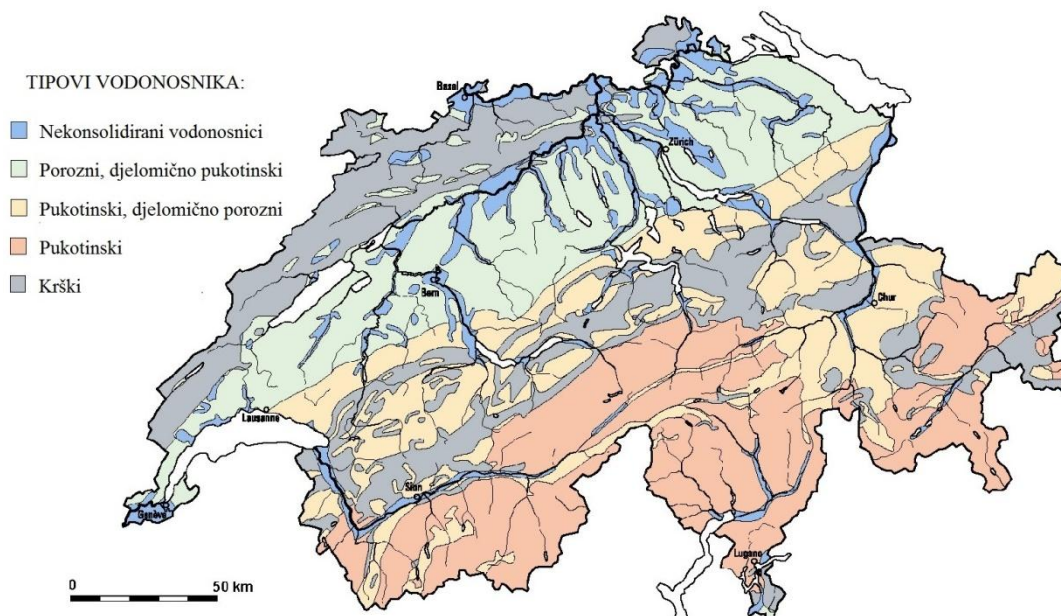 TIPOVI VODONOSNIKA:
Nekonsolidirani vodonosnici
Porozni, djelomično pukotinski
Pukotinski, djelomično porozni
Pukotinski
Krški
Basel
Zürich
Bern
Chur
Lausanne
Sion
Genève
Lugano
0
50 km